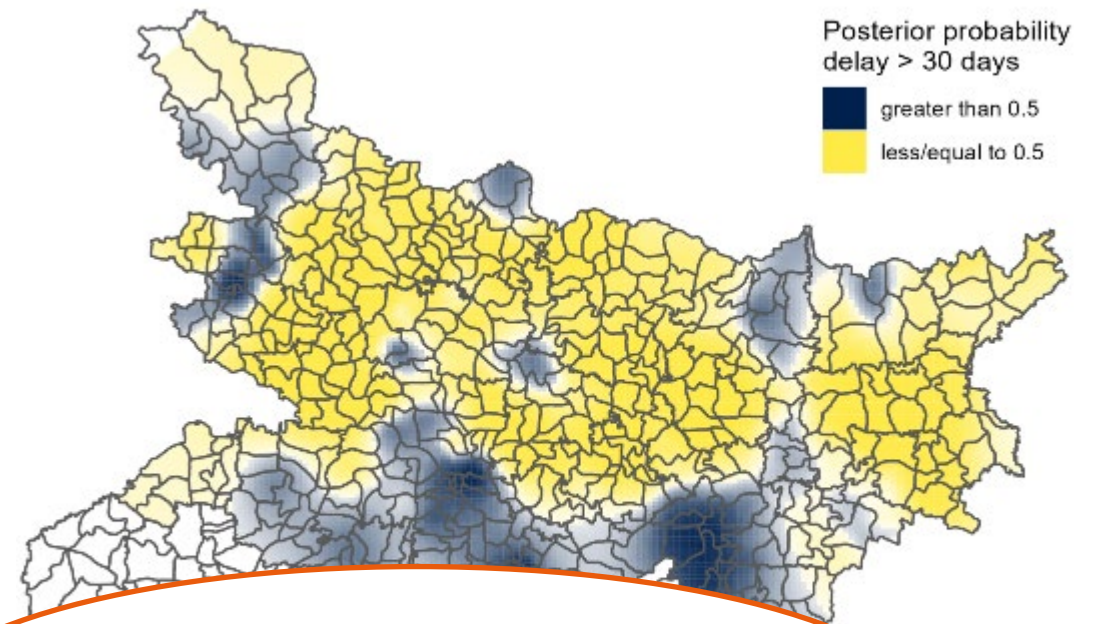 Posterior probability
delay > 30 days
greater than 0.5
less/equal to 0.5